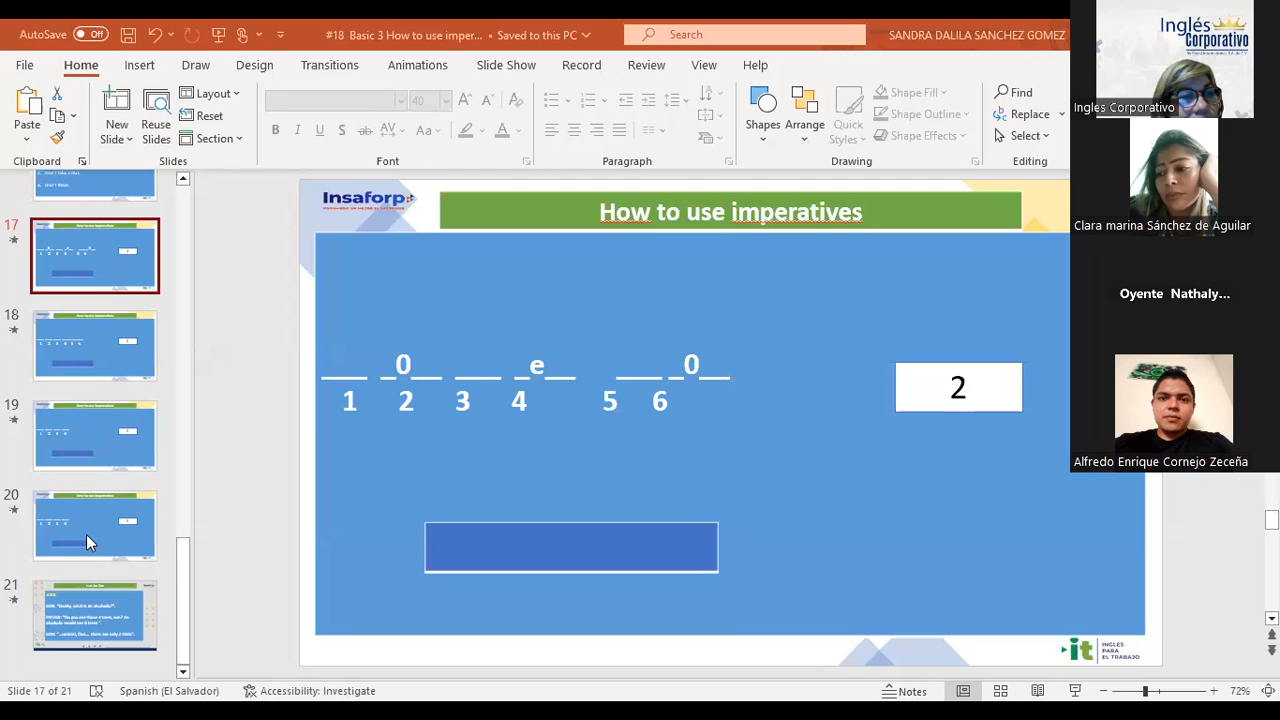 AutoSave Off
#18 Basic 3 How to use imper... - Saved to this PC
Search
SANDRA DALILA SANCHEZ GOMEZ
File Home Insert Draw Design Transitions Animations Slide Show Record Review View Help
Paste
Clipboard
New Slide
Reuse Slides
Layout
Reset
Section
Slides
40
B I U S ab AV Aa A
Font
Paragraph
Shapes
Arrange
Quick Styles
Shape Fill
Shape Outline
Shape Effects
Drawing
Find
Replace
Select
Editing
Inglés Corporativo
Ingles Corporativo
Clara marina Sánchez de Aguilar
Oyente Nathaly...
Alfredo Enrique Cornejo Zeceña
17
18
19
20
21
Insaforp
How to use imperatives
0 e 0
1 2 3 4 5 6
2
it INGLÉS PARA EL TRABAJO
Slide 17 of 21
Spanish (El Salvador)
Accessibility: Investigate
Notes
72%